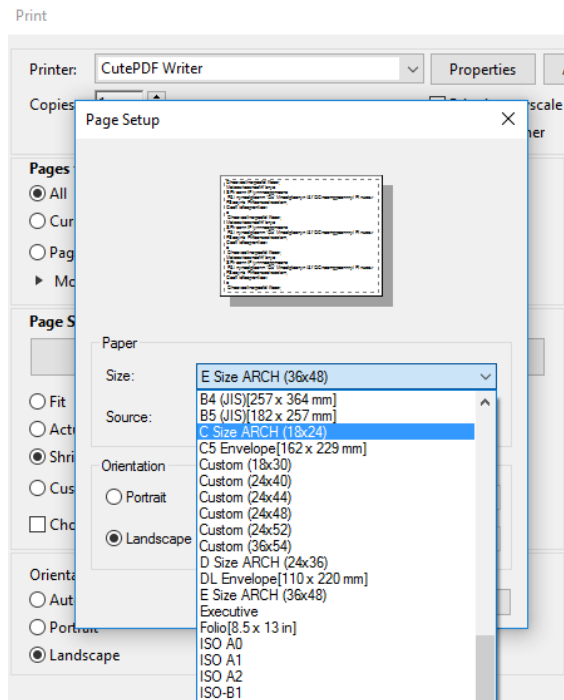 Print
Printer:
CutePDF Writer
Properties
Copies
Page Setup
Pages
All
Cur
Pag
Mo
Page S
Paper
Size:
E Size ARCH (36x48)
Source:
B4 (JIS)[257 x 364 mm]
B5 (JIS)[182 x 257 mm]
C Size ARCH (18x24)
C5 Envelope[162 x 229 mm]
Custom (18x30)
Custom (24x40)
Custom (24x44)
Custom (24x48)
Custom (24x52)
Custom (36x54)
D Size ARCH (24x36)
DL Envelope[110 x 220 mm]
E Size ARCH (36x48)
Executive
Folio[8.5 x 13 in]
ISO A0
ISO A1
ISO A2
ISO-B1
Orientation
Portrait
Landscape
Fit
Actu
Shri
Cus
Cho
Orienta
Aut
Portrait
Landscape
scale
ner